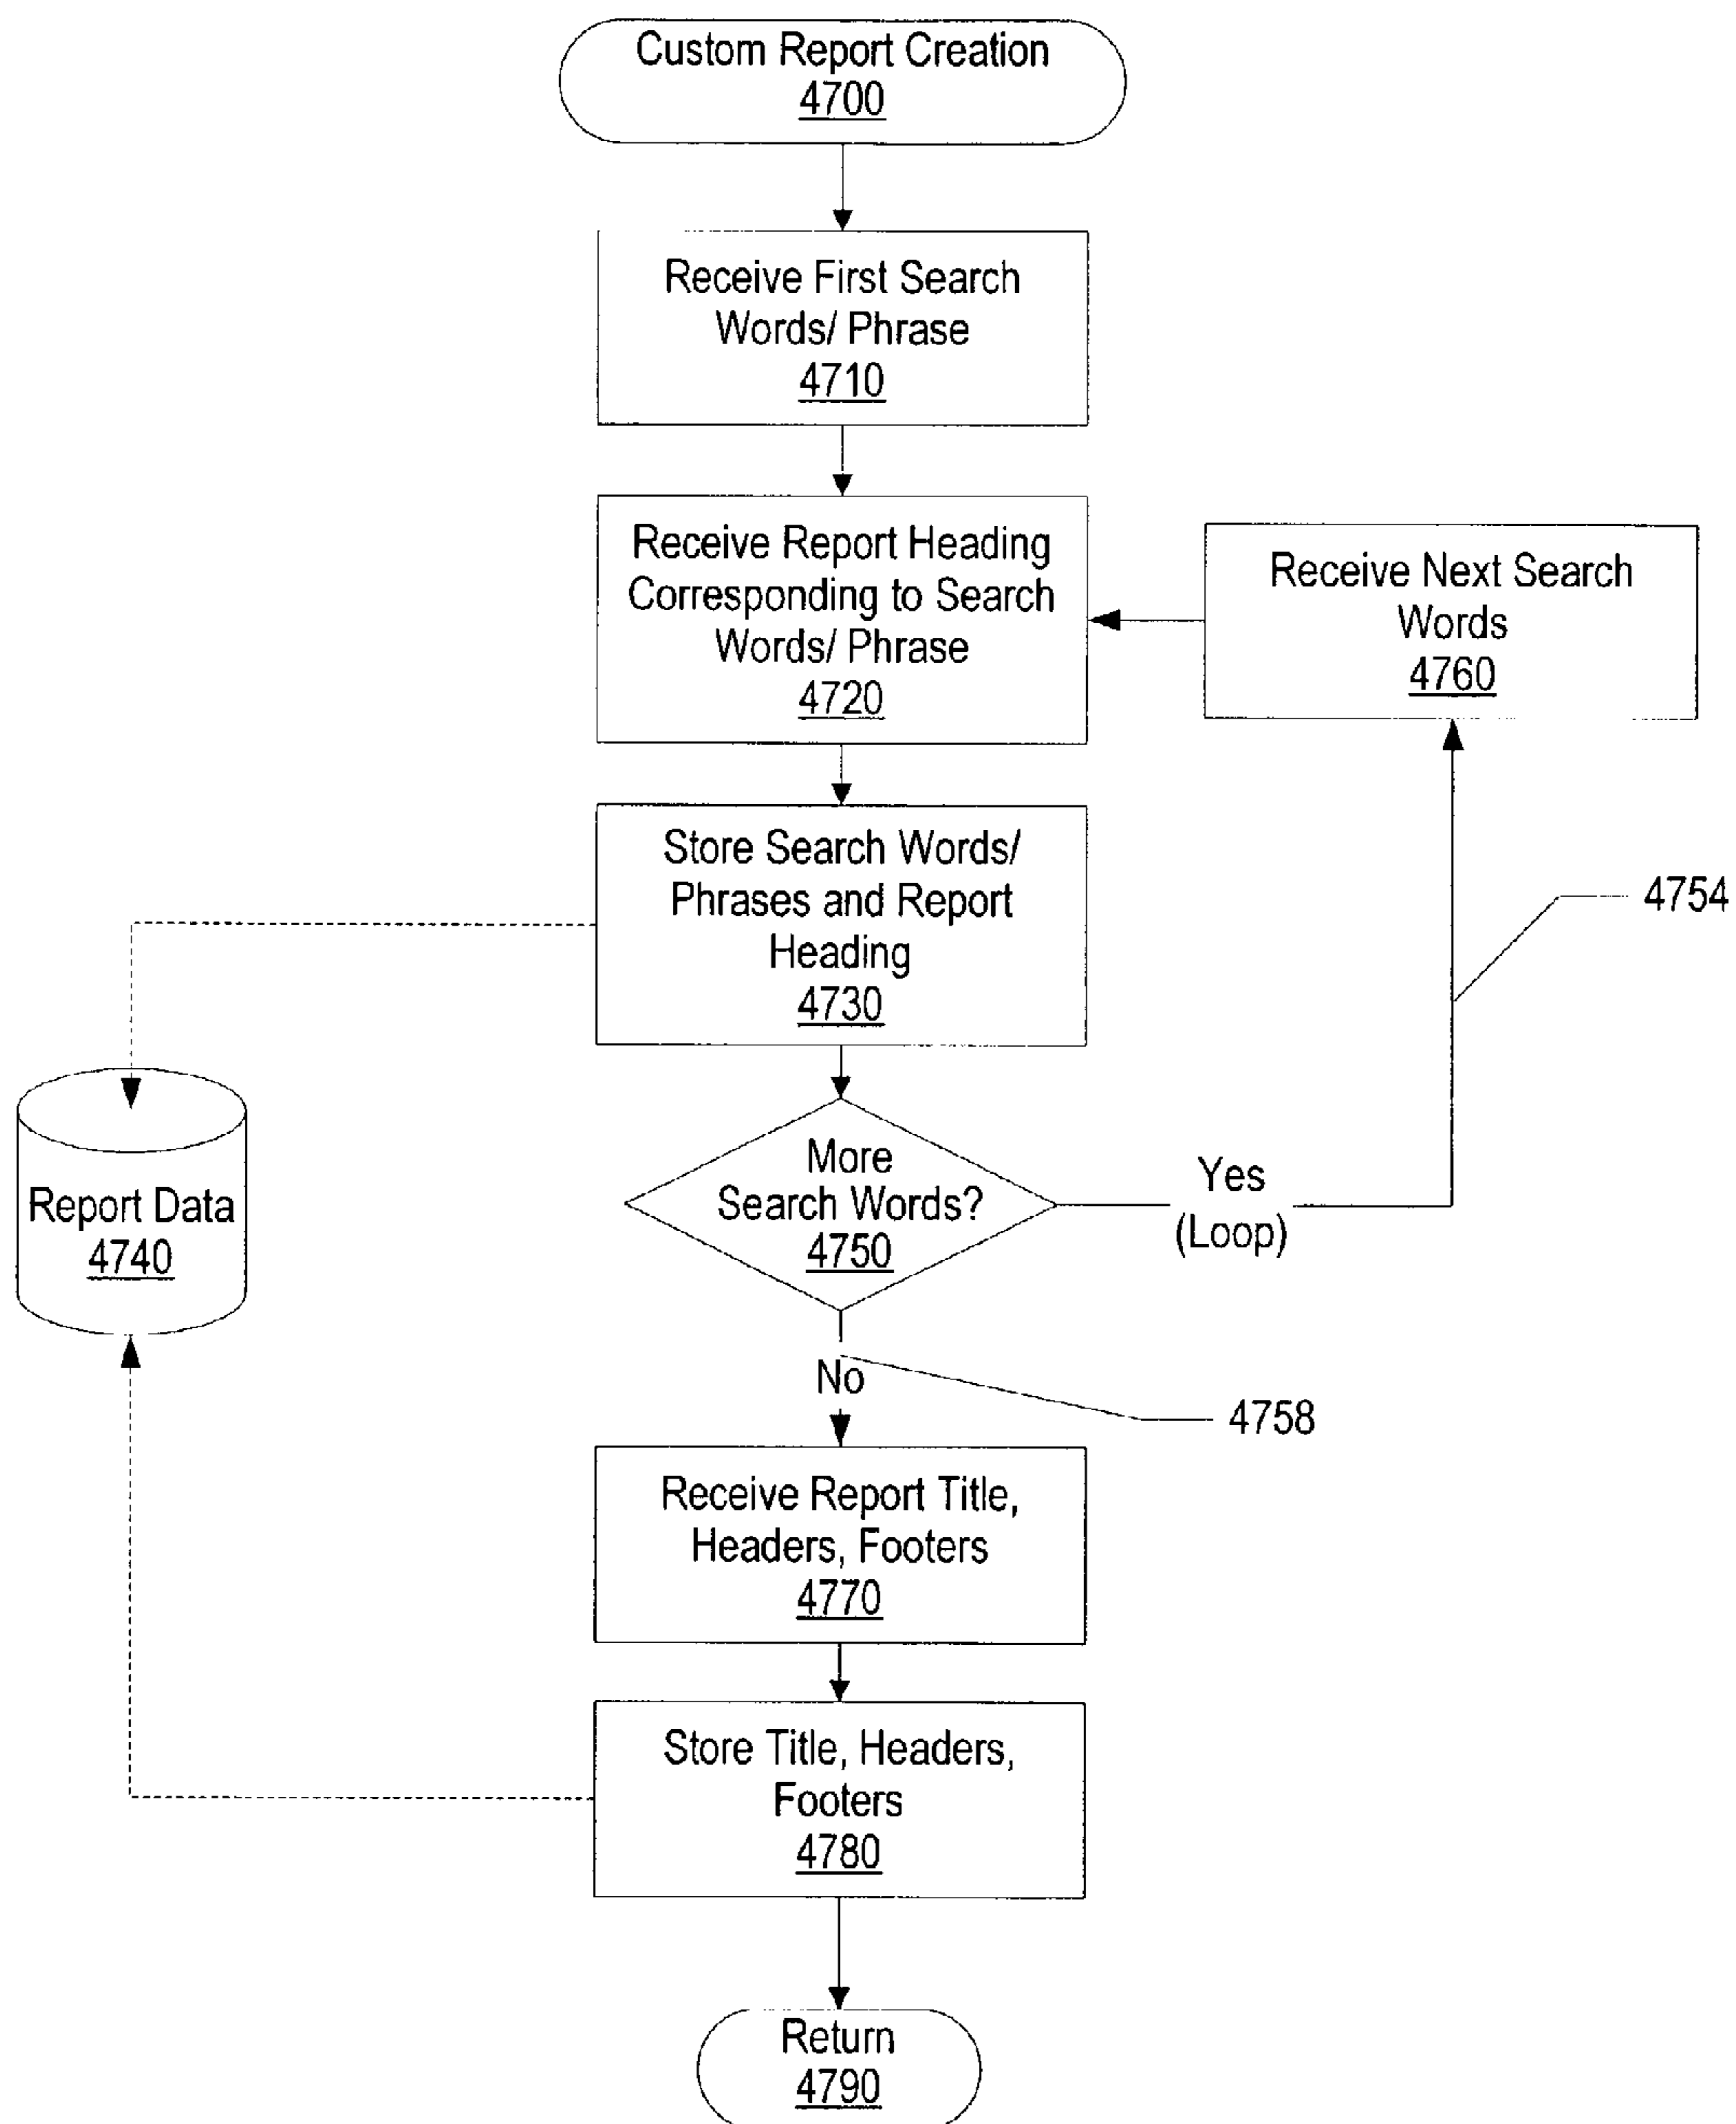 Custom Report Creation
4700
Receive First Search
Words/ Phrase
4710
Receive Report Heading
Corresponding to Search
Words/ Phrase
4720
Receive Next Search
Words
4760
Store Search Words/
Phrases and Report
Heading
4730
4754
Report Data
4740
More
Search Words?
4750
Yes
(Loop)
No
4758
Receive Report Title,
Headers, Footers
4770
Store Title, Headers,
Footers
4780
Return
4790